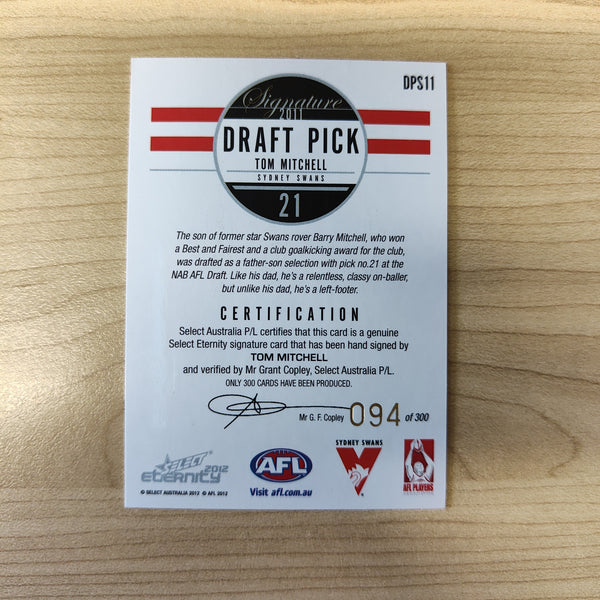 DPS11
Signature
2011
DRAFT PICK
TOM MITCHELL
SYDNEY SWANS
21
The son of former star Swans rover Barry Mitchell, who won
a Best and Fairest and a club goalkicking award for the club,
was drafted as a father-son selection with pick no.21 at the
NAB AFL Draft. Like his dad, he's a relentless, classy on-baller,
but unlike his dad, he's a left-footer.
CERTIFICATION
Select Australia P/L certifies that this card is a genuine
Select Eternity signature card that has been hand signed by
TOM MITCHELL
and verified by Mr Grant Copley, Select Australia P/L.
ONLY 300 CARDS HAVE BEEN PRODUCED.
Mr G. F. Copley 094 of 300
SELECT
ETERNITY 2012
© SELECT AUSTRALIA 2012 © AFL 2012
AFL
Visit afl.com.au
SYDNEY SWANS
AFL PLAYERS